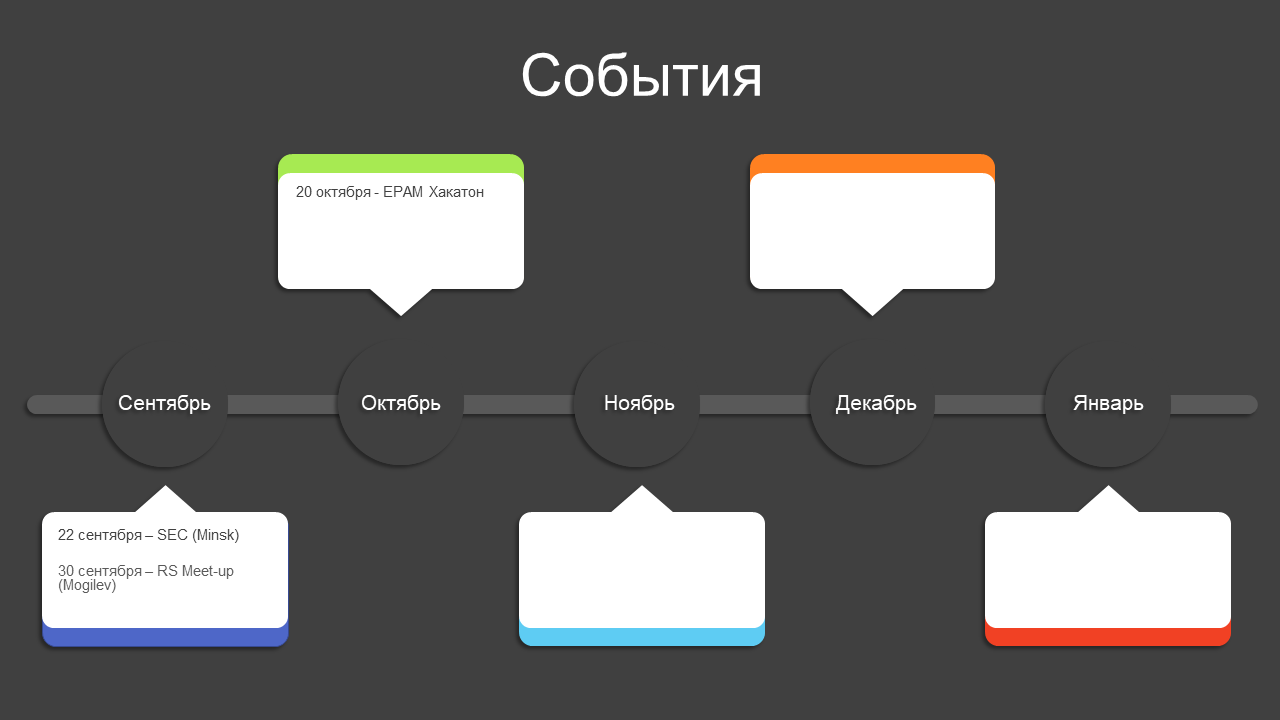 События
20 октября - EPAM Хакатон
Сентябрь
Октябрь
Ноябрь
Декабрь
Январь
22 сентября – SEC (Minsk)
30 сентября – RS Meet-up
(Mogilev)